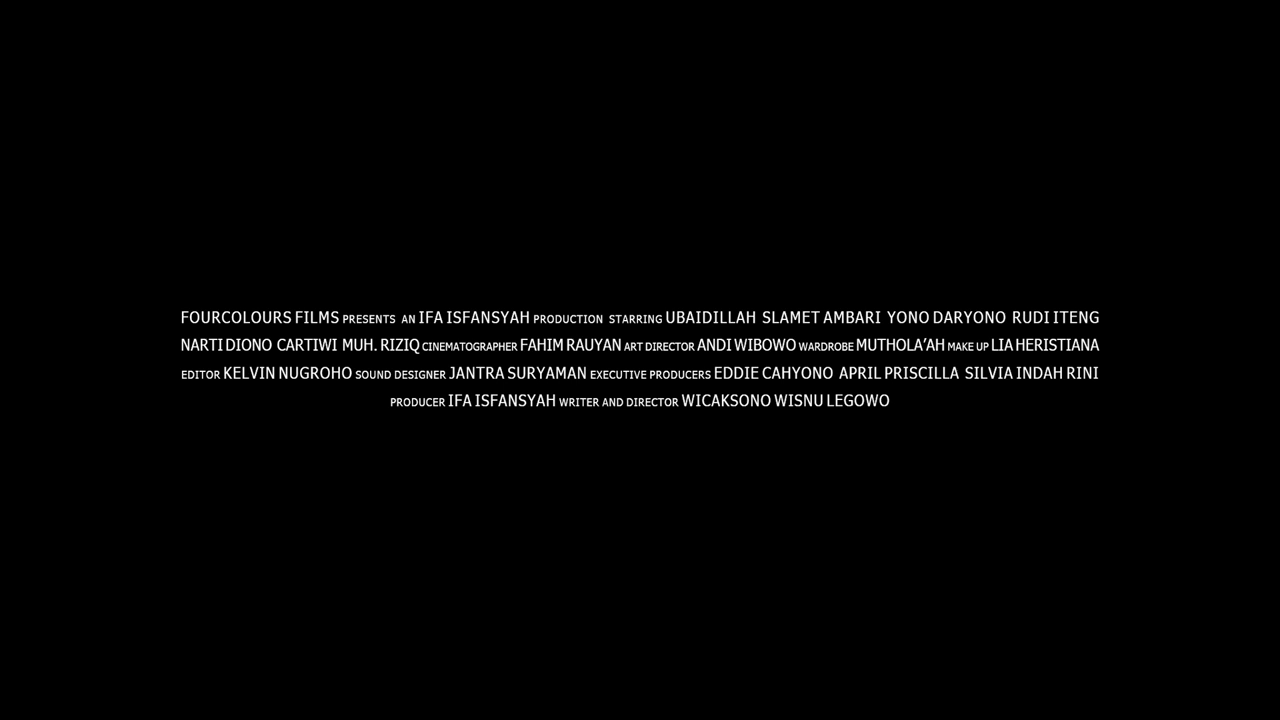 FOURCOLOURS FILMS PRESENTS AN IFA ISFANSYAH PRODUCTION STARRING UBAIDILLAH SLAMET AMBARI YONO DARYONO RUDI ITENG
NARTI DIONO CARTIWI MUH. RIZIQ CINEMATOGRAPHER FAHIM RAUYAN ART DIRECTOR ANDI WIBOWO WARDROBE MUTHOLA'AH MAKE UP LIA HERISTIANA
EDITOR KELVIN NUGROHO SOUND DESIGNER JANTRA SURYAMAN EXECUTIVE PRODUCERS EDDIE CAHYONO APRIL PRISCILLA SILVIA INDAH RINI
PRODUCER IFA ISFANSYAH WRITER AND DIRECTOR WICAKSONO WISNU LEGOWO